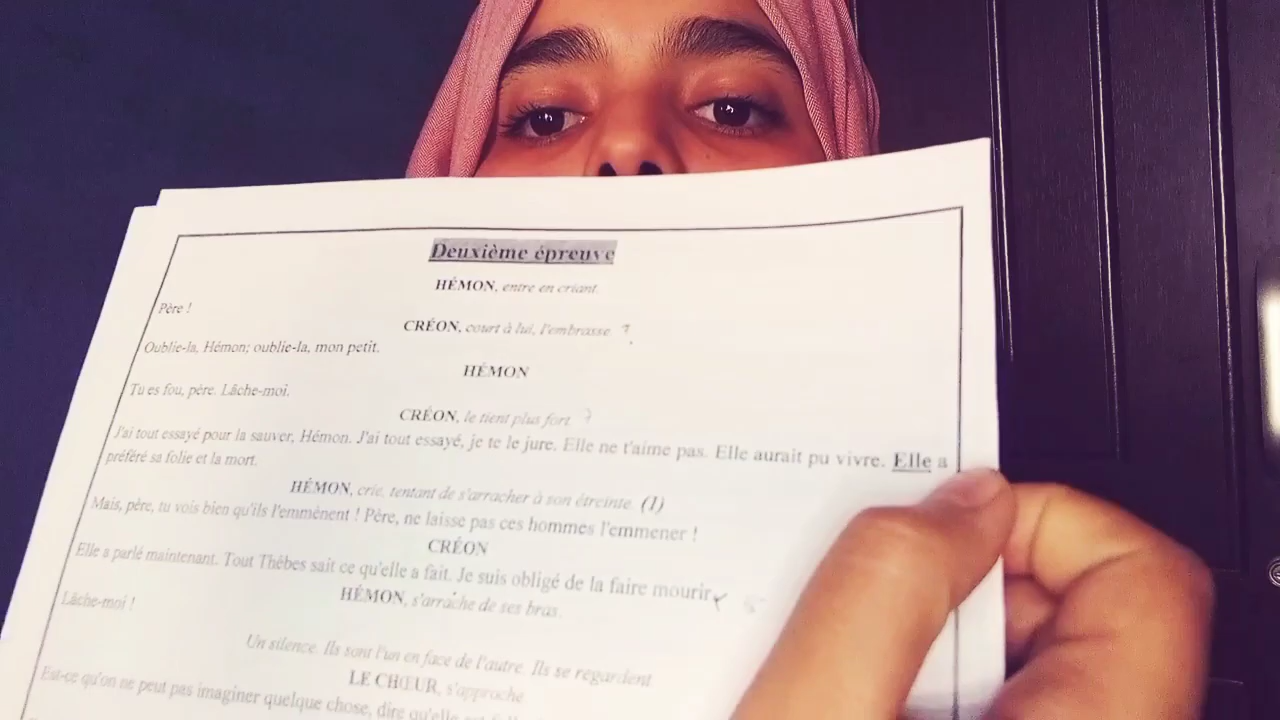 Deuxième épreuve
HÉMON, entre en criant.
Père !
CRÉON, court à lui, l'embrasse. ?
Oublie-la, Hémon; oublie-la, mon petit.
HÉMON
Tu es fou, père. Lâche-moi.
CRÉON, le tient plus fort. ?
J'ai tout essayé pour la sauver, Hémon. J'ai tout essayé, je te le jure. Elle ne t'aime pas. Elle aurait pu vivre. Elle a
préféré sa folie et la mort.
HÉMON, crie, tentant de s'arracher à son étreinte. (1)
Mais, père, tu vois bien qu'ils l'emmènent ! Père, ne laisse pas ces hommes l'emmener !
CRÉON
Elle a parlé maintenant. Tout Thèbes sait ce qu'elle a fait. Je suis obligé de la faire mourir
HÉMON, s'arrache de ses bras.
Lâche-moi !
Un silence. Ils sont l'un en face de l'autre. Ils se regardent
LE CHŒUR, s'approche
Est-ce qu'on ne peut pas imaginer quelque chose, dire qu'elle est